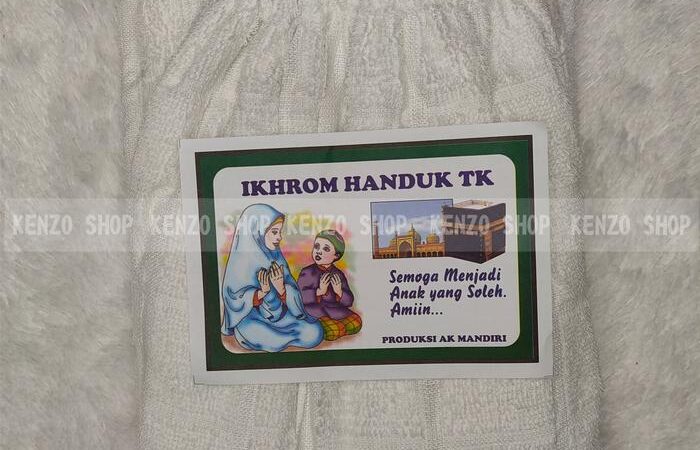 IKHROM HANDUK TK
KENZO SHOP KENZO SHOP KENZO SHOP KENZO SHOP KENZO SHOP
Semoga Menjadi
Anak yang Soleh.
Amiin...
PRODUKSI AK MANDIRI